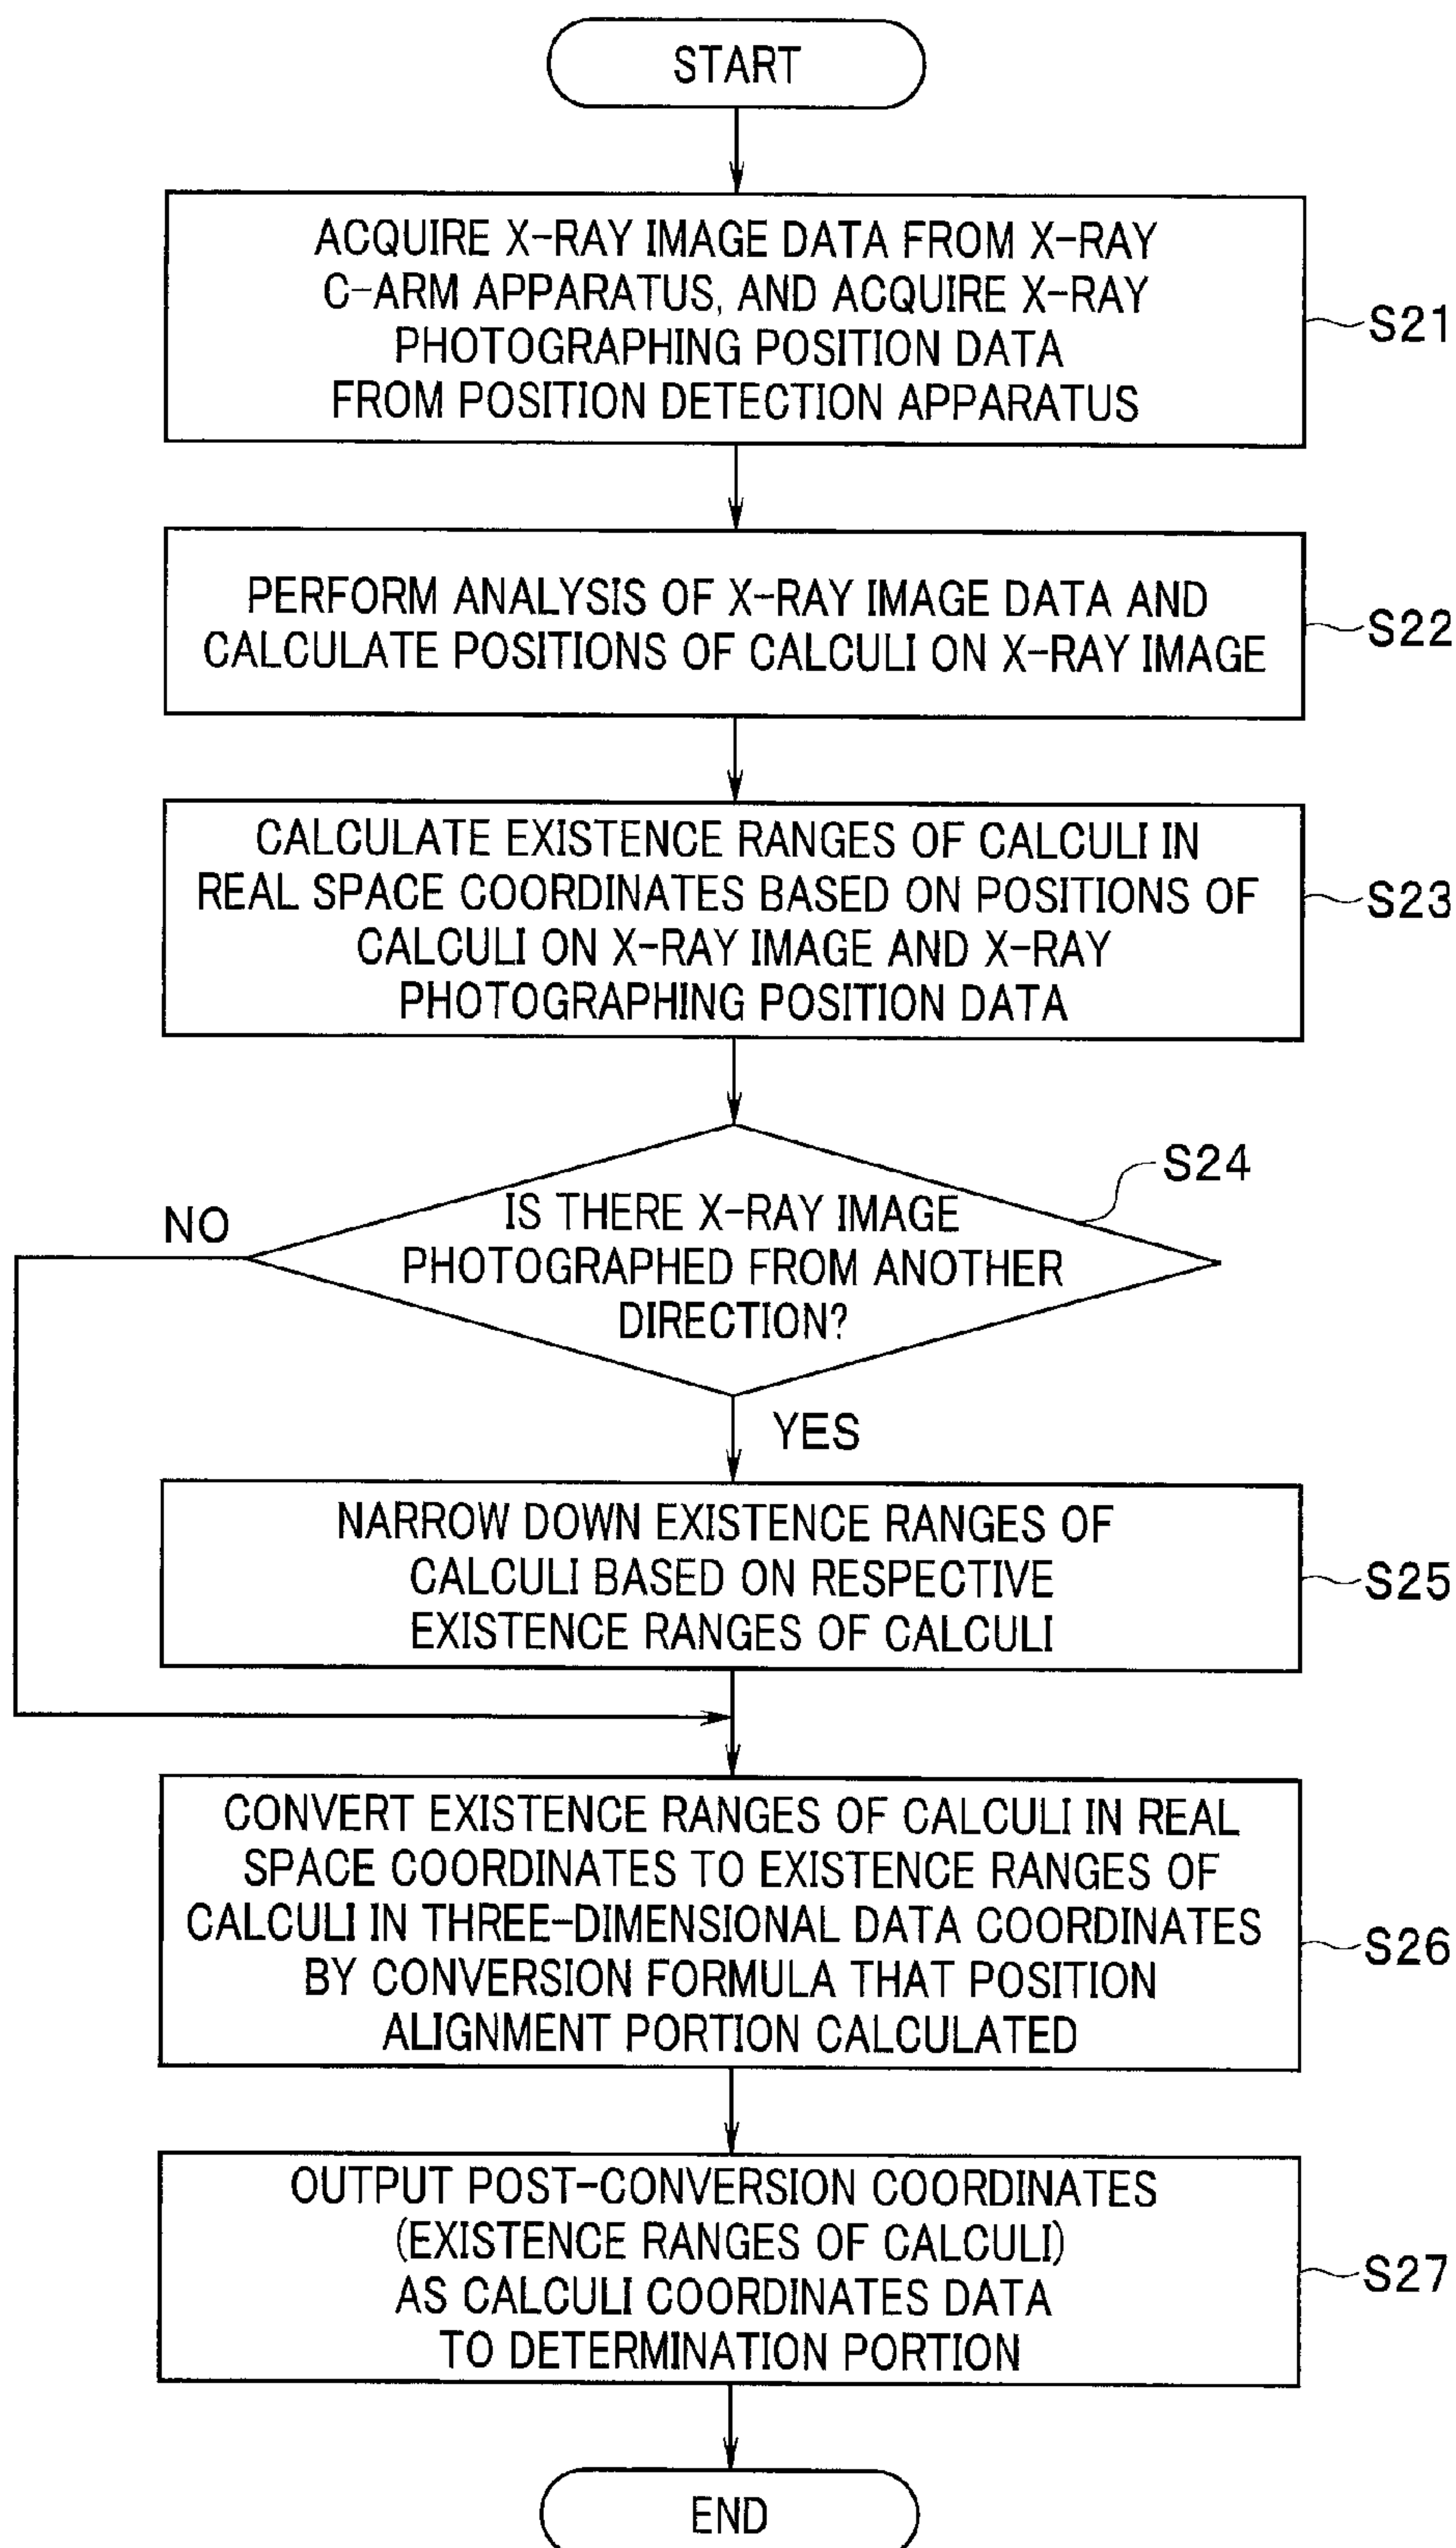 START
ACQUIRE X-RAY IMAGE DATA FROM X-RAY
C-ARM APPARATUS, AND ACQUIRE X-RAY
PHOTOGRAPHING POSITION DATA
FROM POSITION DETECTION APPARATUS
S21
PERFORM ANALYSIS OF X-RAY IMAGE DATA AND
CALCULATE POSITIONS OF CALCULI ON X-RAY IMAGE
S22
CALCULATE EXISTENCE RANGES OF CALCULI IN
REAL SPACE COORDINATES BASED ON POSITIONS OF
CALCULI ON X-RAY IMAGE AND X-RAY
PHOTOGRAPHING POSITION DATA
S23
S24
IS THERE X-RAY IMAGE
PHOTOGRAPHED FROM ANOTHER
DIRECTION?
NO
YES
NARROW DOWN EXISTENCE RANGES OF
CALCULI BASED ON RESPECTIVE
EXISTENCE RANGES OF CALCULI
S25
CONVERT EXISTENCE RANGES OF CALCULI IN REAL
SPACE COORDINATES TO EXISTENCE RANGES OF
CALCULI IN THREE-DIMENSIONAL DATA COORDINATES
BY CONVERSION FORMULA THAT POSITION
ALIGNMENT PORTION CALCULATED
S26
OUTPUT POST-CONVERSION COORDINATES
(EXISTENCE RANGES OF CALCULI)
AS CALCULI COORDINATES DATA
TO DETERMINATION PORTION
S27
END